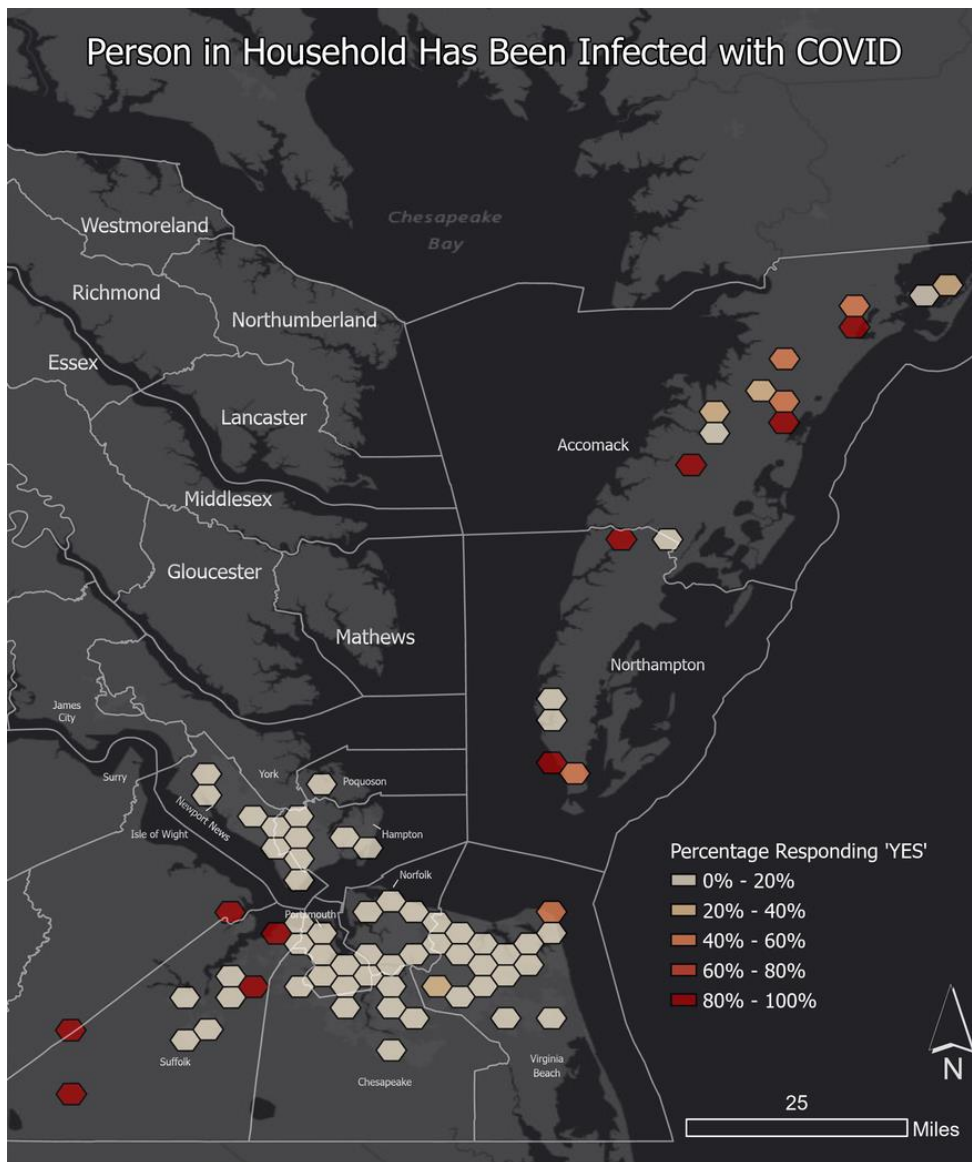 Person in Household Has Been Infected with COVID
Chesapeake
Bay
Westmoreland
Richmond
Northumberland
Essex
Lancaster
Accomack
Middlesex
Gloucester
Mathews
Northampton
James
City
York
Surry
Poquoson
Newport News
Isle of Wight
Hampton
Norfolk
Portsmouth
Suffolk
Chesapeake
Virginia
Beach
Percentage Responding 'YES'
0% - 20%
20% - 40%
40% - 60%
60% - 80%
80% - 100%
N
25
Miles